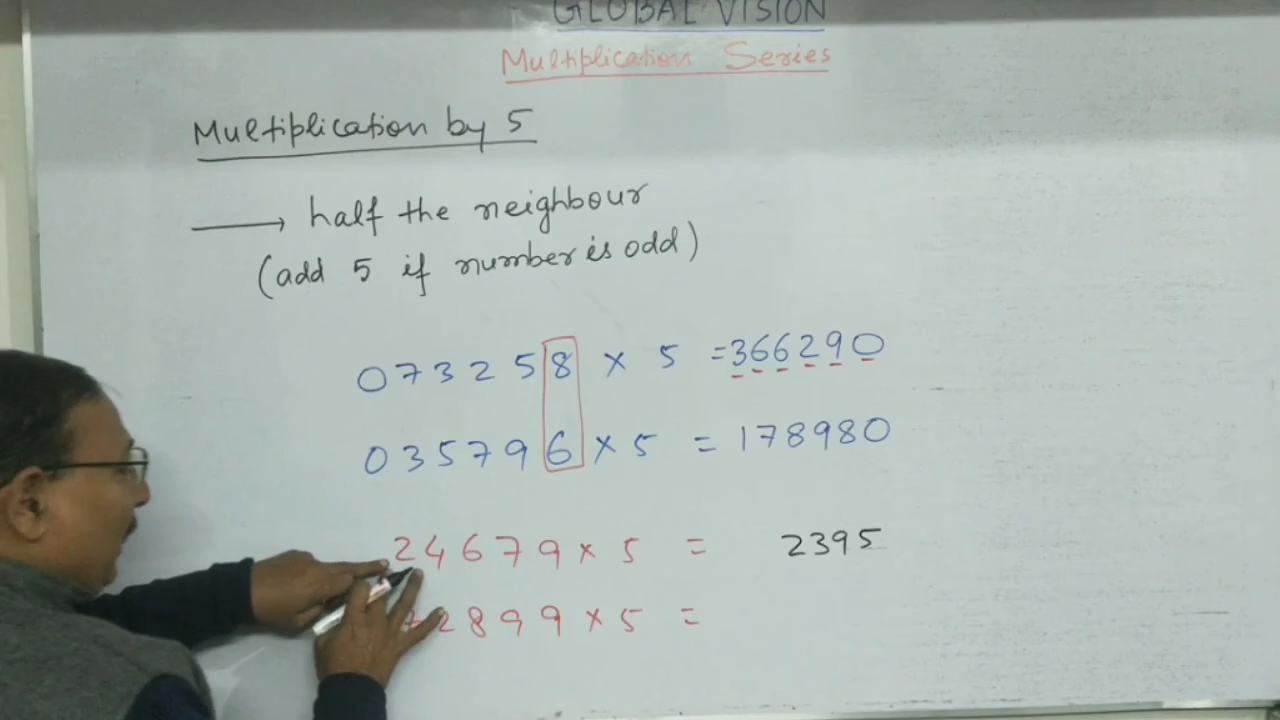 GLOBAL VISION
Multiplication Series
Multiplication by 5
→ half the neighbour
(add 5 if number is odd)
073258 × 5 = 366290
035796 × 5 = 178980
24679 × 5 = 2395
2899 × 5 =